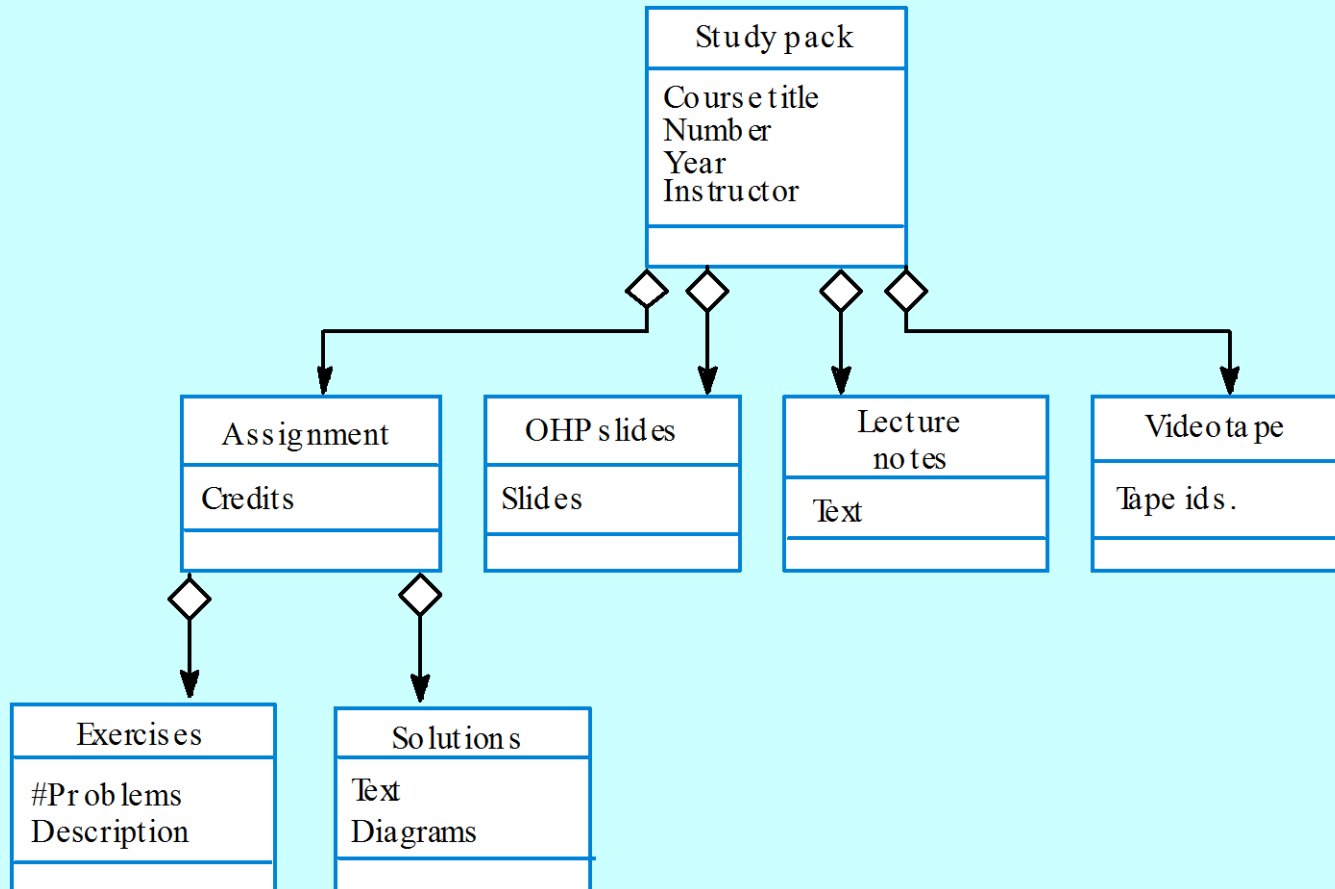 Study pack
Course title
Number
Year
Instructor
Assignment
Credits
OHP slides
Slides
Lecture
notes
Text
Videotape
Tape ids.
Exercises
#Problems
Description
Solutions
Text
Diagrams